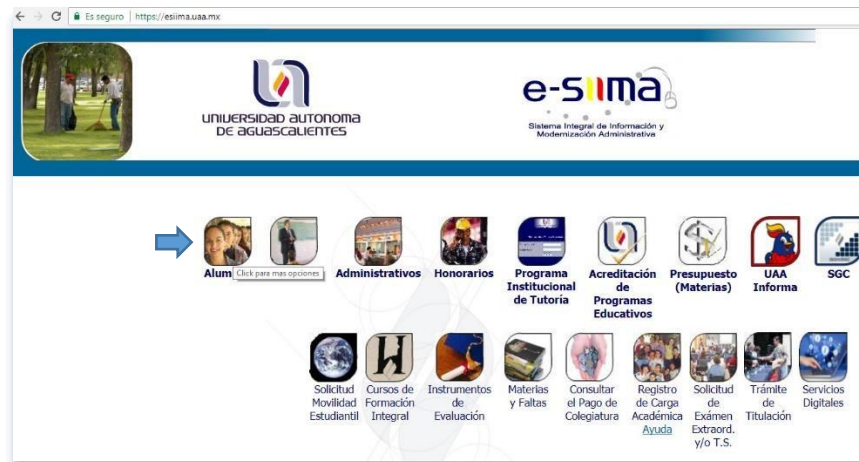 Es seguro | https://esiima.uaa.mx
UNIVERSIDAD AUTONOMA
DE AGUASCALIENTES
e-siima
Sistema Integral de Información y
Modernización Administrativa
Alum
Click para mas opciones
Administrativos
Honorarios
Programa
Institucional
de Tutoría
Acreditación
de
Programas
Educativos
Presupuesto
(Materias)
UAA
Informa
SGC
Solicitud
Movilidad
Estudiantil
Cursos de
Formación
Integral
Instrumentos
de
Evaluación
Materias
y Faltas
Consultar
el Pago de
Colegiatura
Registro
de Carga
Académica
Ayuda
Solicitud
de
Exámen
Extraord.
y/o T.S.
Trámite
de
Titulación
Servicios
Digitales